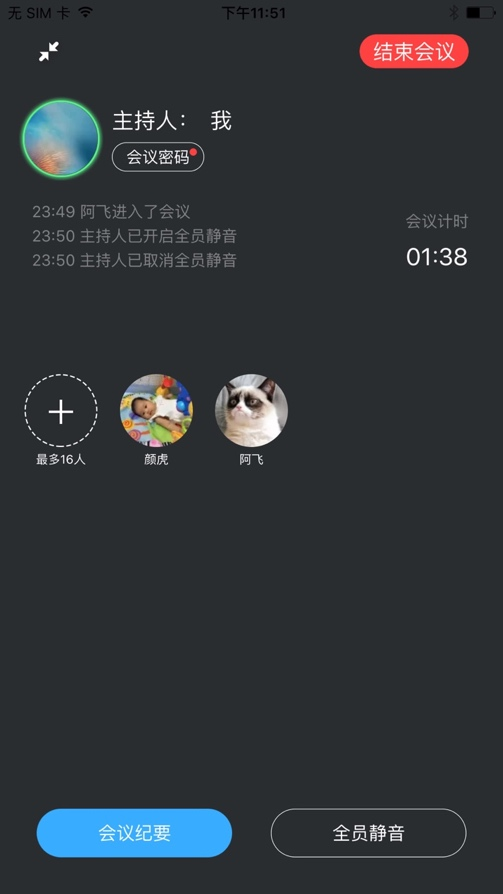 无 SIM 卡 下午11:51
结束会议
主持人： 我
会议密码
23:49 阿飞进入了会议
23:50 主持人已开启全员静音
23:50 主持人已取消全员静音
会议计时
01:38
最多16人 颜虎 阿飞
会议纪要 全员静音